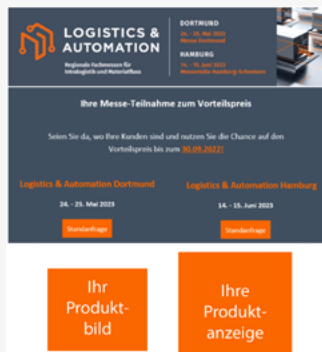 LOGISTICS &
AUTOMATION
Regionale Fachmessen für
Intralogistik und Materialfluss
DORTMUND
24. - 25. Mai 2023
Messe Dortmund
HAMBURG
14. - 15. Juni 2023
Messehalle Hamburg-Schnelsen
Ihre Messe-Teilnahme zum Vorteilspreis
Seien Sie da, wo Ihre Kunden sind und nutzen Sie die Chance auf den
Vorteilspreis bis zum 30.09.2022!
Logistics & Automation Dortmund
24. - 25. Mai 2023
Standanfrage
Logistics & Automation Hamburg
14. - 15. Juni 2023
Standanfrage
Ihr
Produkt-
bild
Ihre
Produkt-
anzeige